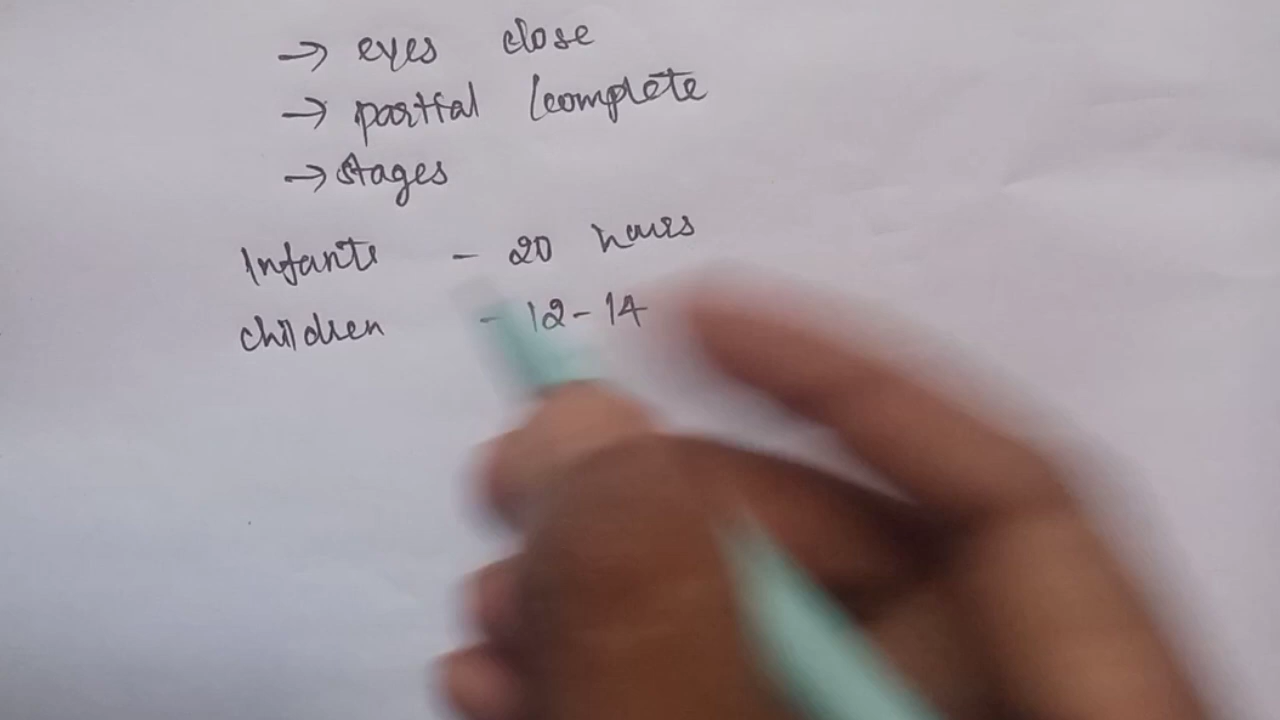 → eyes close
→ partial (complete
→ stages
Infants - 20 hours
children - 12-14